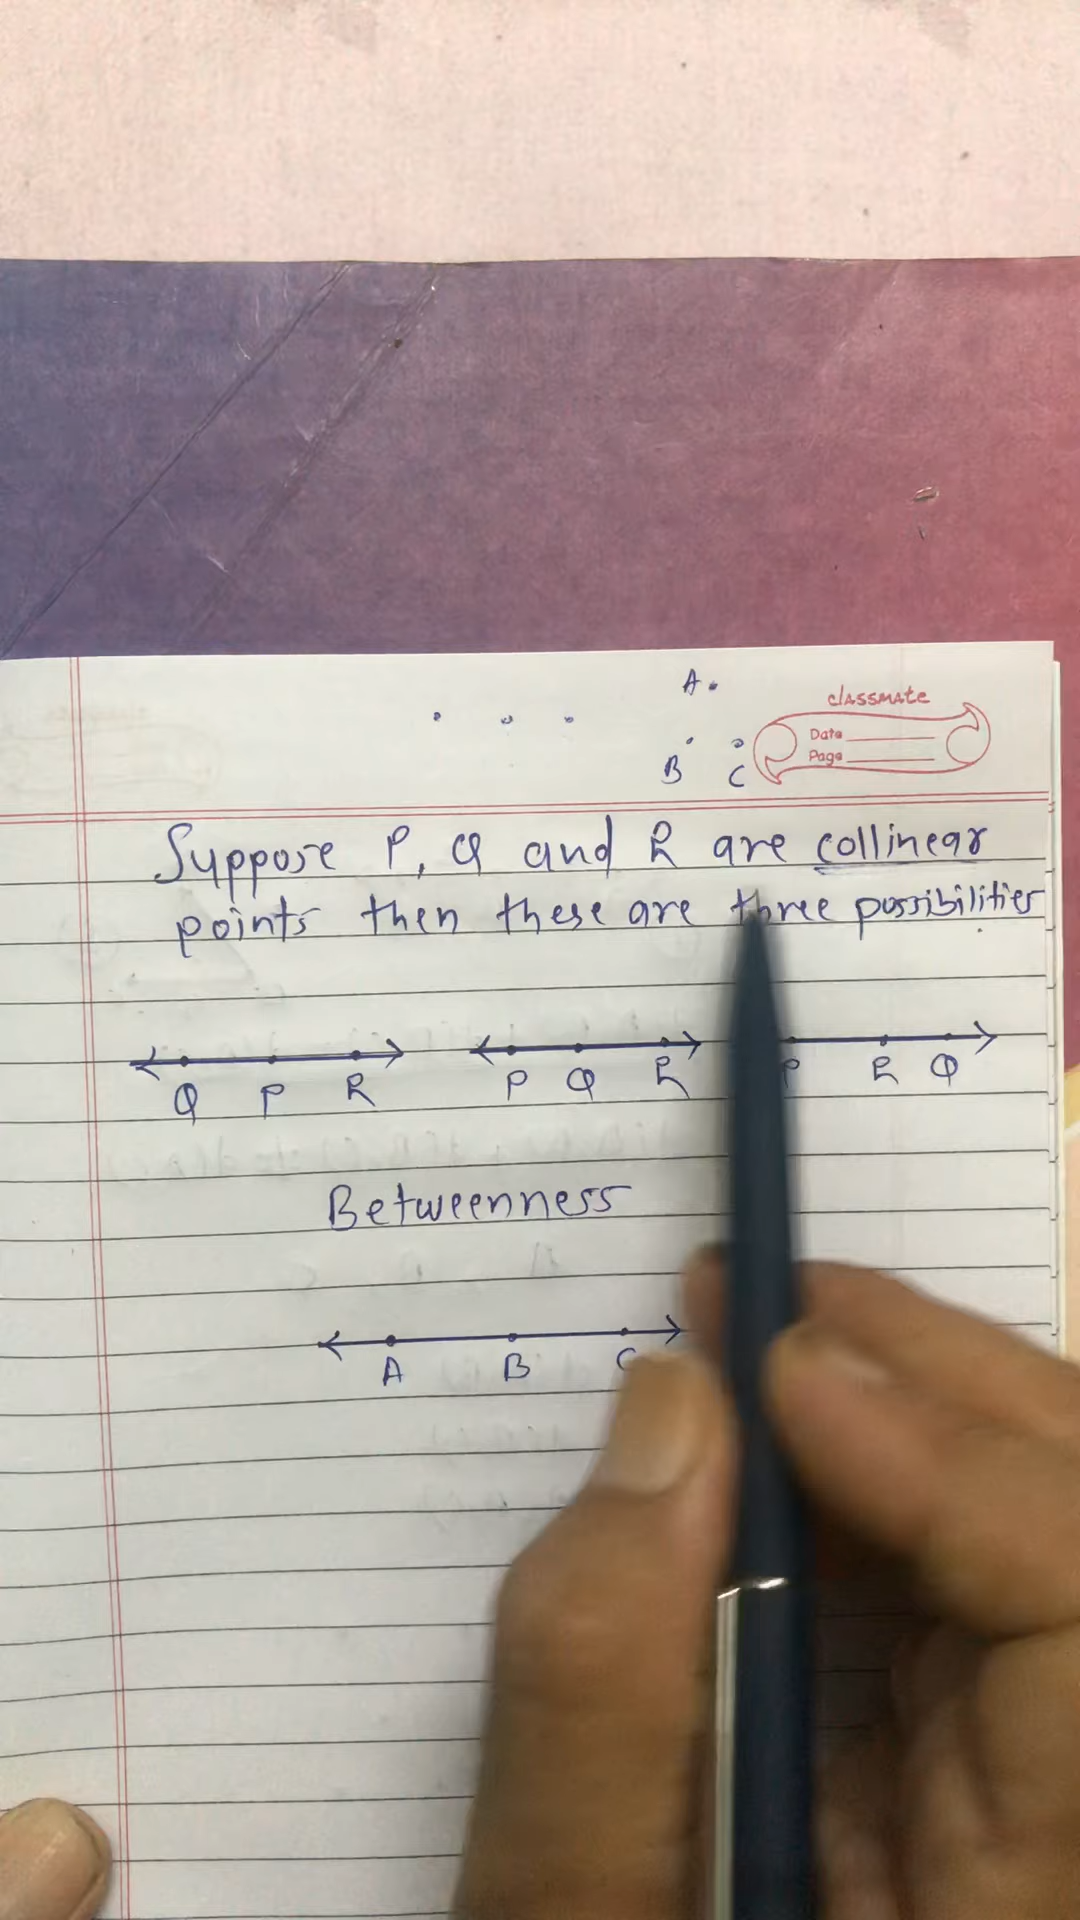 A
classmate
Date
Page
B C
Suppose P, Q and R are collinear
points then these are three possibilities
Q P R P Q R P R Q
Betweenness
A B C